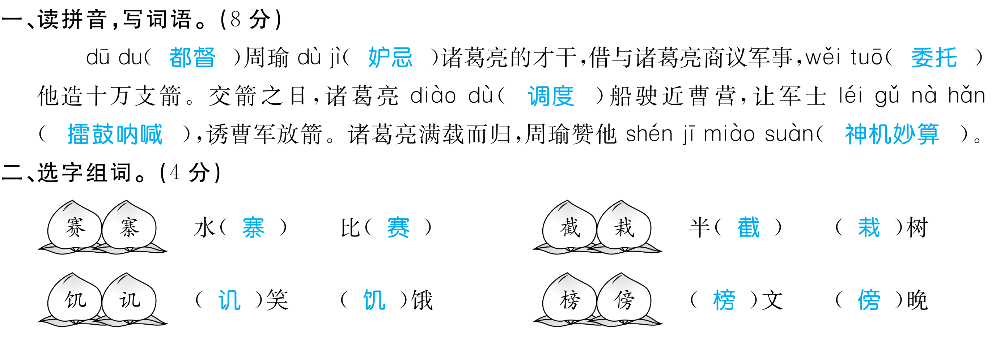 一、读拼音,写词语。(8 分)
dū du( 都督 )周瑜 dù jì( 妒忌 )诸葛亮的才干,借与诸葛亮商议军事,wěi tuō( 委托 )
他造十万支箭。交箭之日,诸葛亮 diào dù( 调度 )船驶近曹营,让军士 léi gǔ nà hǎn
( 擂鼓呐喊 ),诱曹军放箭。诸葛亮满载而归,周瑜赞他 shén jī miào suàn( 神机妙算 )。
二、选字组词。(4 分)
赛 寨 水( 寨 ) 比( 赛 ) 截 栽 半( 截 ) ( 栽 )树
饥 讥 ( 讥 )笑 ( 饥 )饿 榜 傍 ( 榜 )文 ( 傍 )晚